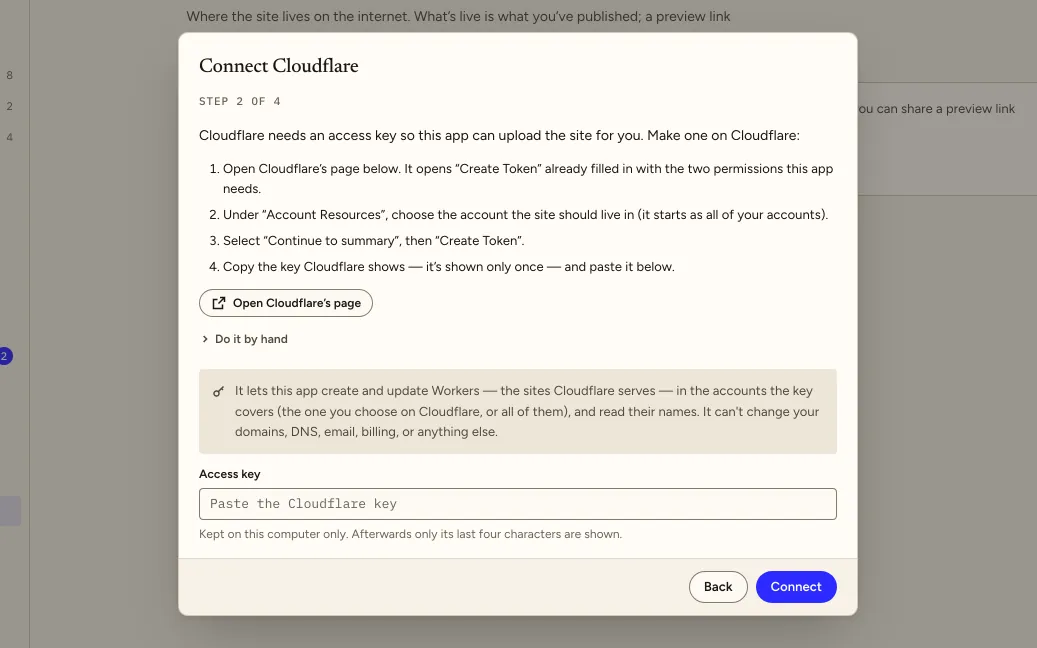 Where the site lives on the internet. What’s live is what you’ve published; a preview link
Connect Cloudflare
8
STEP 2 OF 4
2
ou can share a preview link
4
Cloudflare needs an access key so this app can upload the site for you. Make one on Cloudflare:
1. Open Cloudflare’s page below. It opens “Create Token” already filled in with the two permissions this app
needs.
2. Under “Account Resources”, choose the account the site should live in (it starts as all of your accounts).
3. Select “Continue to summary”, then “Create Token”.
4. Copy the key Cloudflare shows — it’s shown only once — and paste it below.
Open Cloudflare’s page
Do it by hand
2
It lets this app create and update Workers — the sites Cloudflare serves — in the accounts the key
covers (the one you choose on Cloudflare, or all of them), and read their names. It can't change your
domains, DNS, email, billing, or anything else.
Access key
Paste the Cloudflare key
Kept on this computer only. Afterwards only its last four characters are shown.
Back
Connect